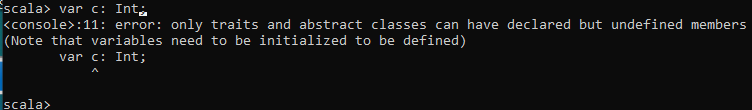 scala> var c: Int;
<console>:11: error: only traits and abstract classes can have declared but undefined members
(Note that variables need to be initialized to be defined)
       var c: Int;
           ^
scala>